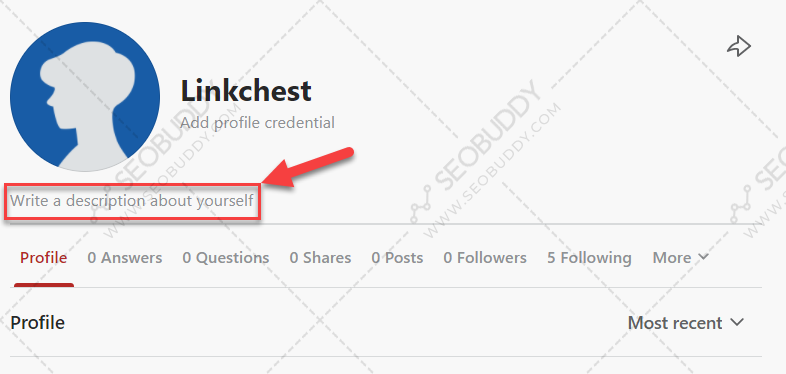 Linkchest
Add profile credential
Write a description about yourself
Profile 0 Answers 0 Questions 0 Shares 0 Posts 0 Followers 5 Following More
Profile Most recent
SEOBUDDY
WWW.SEOBUDDY.COM
SEOBUDDY
WWW.SEOBUDDY.COM
SEOBUDDY
WWW.SEOBUDDY.COM